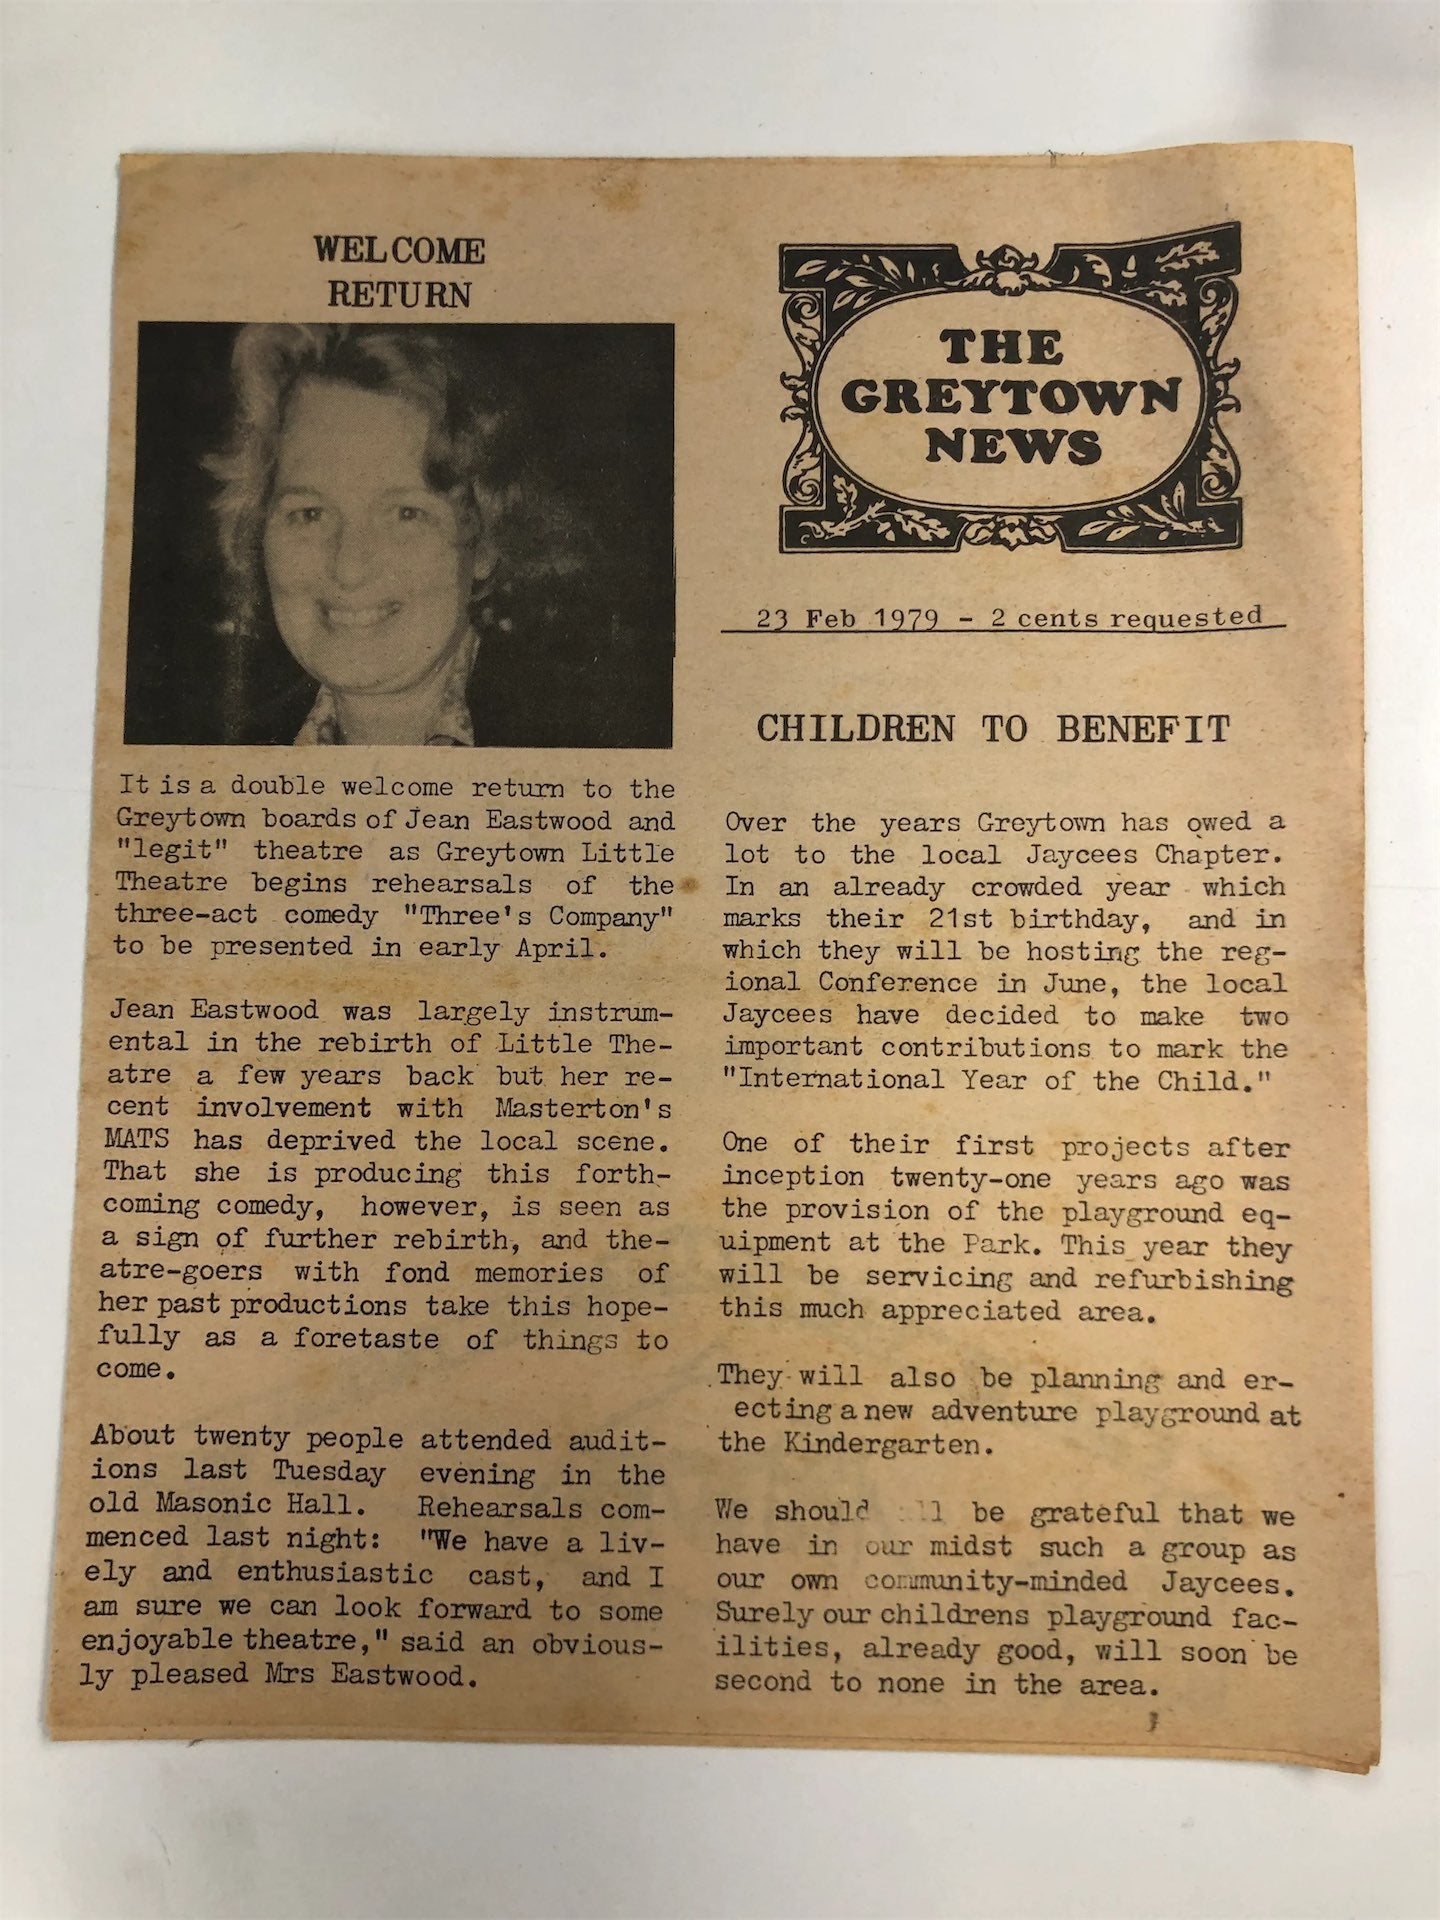 WELCOME
RETURN
It is a double welcome return to the
Greytown boards of Jean Eastwood and
"legit" theatre as Greytown Little
Theatre begins rehearsals of the
three-act comedy "Three's Company"
to be presented in early April.
Jean Eastwood was largely instrum-
ental in the rebirth of Little The-
atre a few years back but her re-
cent involvement with Masterton's
MATS has deprived the local scene.
That she is producing this forth-
coming comedy, however, is seen as
a sign of further rebirth, and the-
atre-goers with fond memories of
her past productions take this hope-
fully as a foretaste of things to
come.
About twenty people attended audit-
ions last Tuesday evening in the
old Masonic Hall. Rehearsals com-
menced last night: "We have a liv-
ely and enthusiastic cast, and I
am sure we can look forward to some
enjoyable theatre," said an obvious-
ly pleased Mrs Eastwood.
THE
GREYTOWN
NEWS
23 Feb 1979 - 2 cents requested
CHILDREN TO BENEFIT
Over the years Greytown has owed a
lot to the local Jaycees Chapter.
In an already crowded year which
marks their 21st birthday, and in
which they will be hosting the reg-
ional Conference in June, the local
Jaycees have decided to make two
important contributions to mark the
"International Year of the Child."
One of their first projects after
inception twenty-one years ago was
the provision of the playground eq-
uipment at the Park. This year they
will be servicing and refurbishing
this much appreciated area.
They will also be planning and er-
ecting a new adventure playground at
the Kindergarten.
We should be grateful that we
have in our midst such a group as
our own community-minded Jaycees.
Surely our childrens playground fac-
ilities, already good, will soon be
second to none in the area.